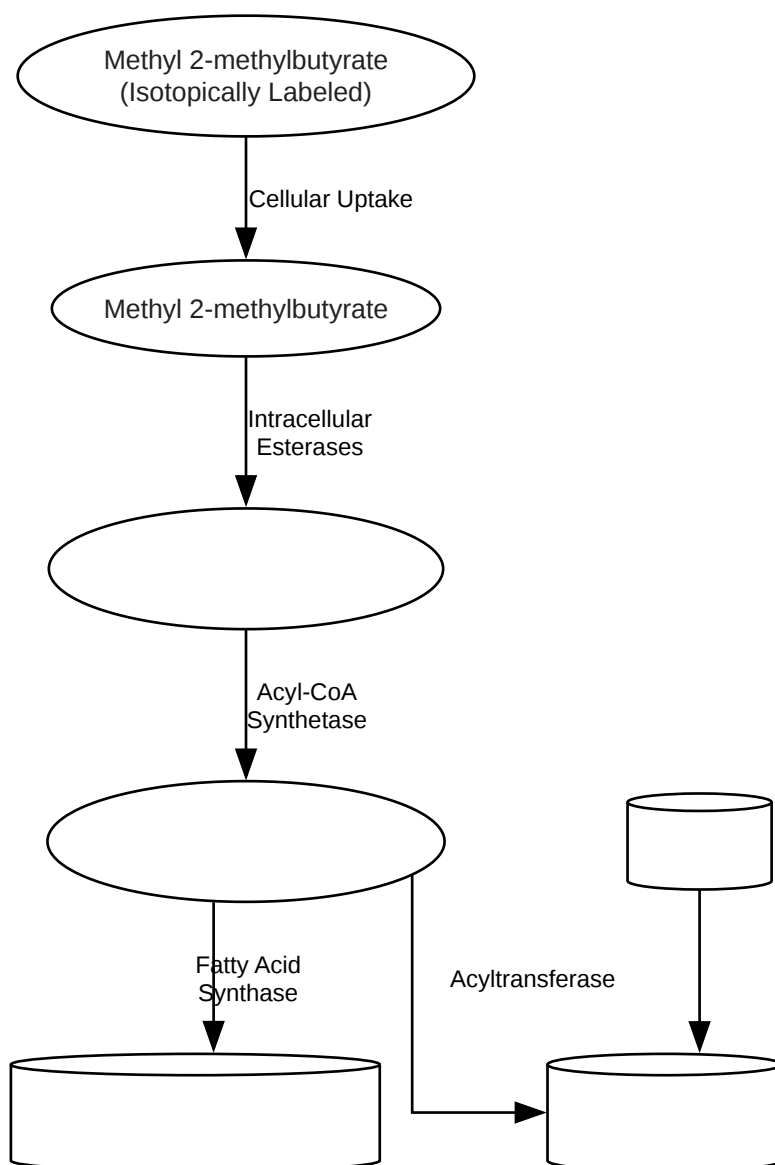 Methyl 2-methylbutyrate
(Isotopically Labeled)
Cellular Uptake
Methyl 2-methylbutyrate
Intracellular
Esterases
Acyl-CoA
Synthetase
Fatty Acid
Synthase
Acyltransferase